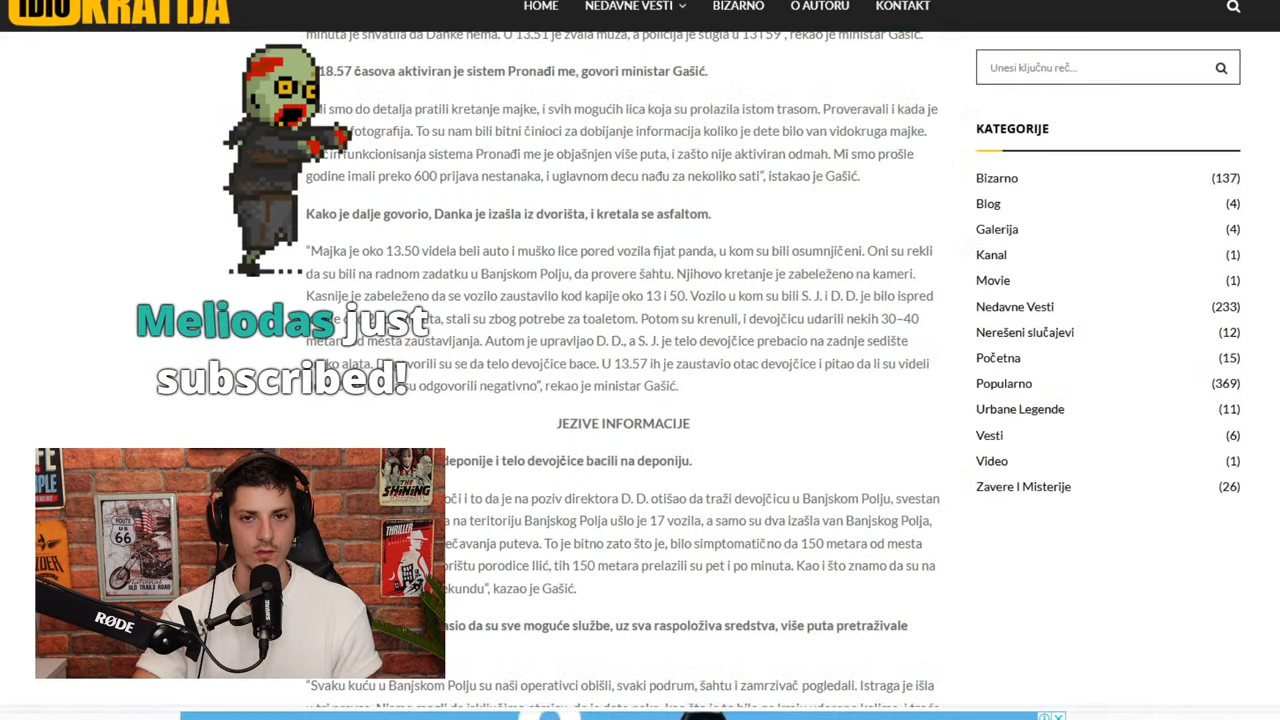 IDIOKRATIJA
HOME NEDAVNE VESTI BIZARNO O AUTORU KONTAKT
minuta je shvatila da Danke nema. U 13.51 je zvala muža, a policija je stigla u 13 i 59“, rekao je ministar Gašić.
18.57 časova aktiviran je sistem Pronađi me, govori ministar Gašić.
smo do detalja pratili kretanje majke, i svih mogućih lica koja su prolazila istom trasom. Proveravali i kada je
fotografija. To su nam bili bitni činioci za dobijanje informacija koliko je dete bilo van vidokruga majke.
funkcionisanja sistema Pronađi me je objašnjen više puta, i zašto nije aktiviran odmah. Mi smo prošle
godine imali preko 600 prijava nestanaka, i uglavnom decu nađu za nekoliko sati”, istakao je Gašić.
Kako je dalje govorio, Danka je izašla iz dvorišta, i kretala se asfaltom.
“Majka je oko 13.50 videla beli auto i muško lice pored vozila fijat panda, u kom su bili osumnjičeni. Oni su rekli
da su bili na radnom zadatku u Banjskom Polju, da provere šahtu. Njihovo kretanje je zabeleženo na kameri.
Kasnije je zabeleženo da se vozilo zaustavilo kod kapije oko 13 i 50. Vozilo u kom su bili S. J. i D. D. je bilo ispred
stali su zbog potrebe za toaletom. Potom su krenuli, i devojčicu udarili nekih 30–40
od mesta zaustavljanja. Autom je upravljao D. D., a S. J. je telo devojčice prebacio na zadnje sedište
alata. su se da telo devojčice bace. U 13.57 ih je zaustavio otac devojčice i pitao da li su videli
su odgovorili negativno”, rekao je ministar Gašić.
Meliodas just
subscribed!
JEZIVE INFORMACIJE
deponije i telo devojčice bacili na deponiju.
i to da je na poziv direktora D. D. otišao da traži devojčicu u Banjskom Polju, svestan
na teritoriju Banjskog Polja ušlo je 17 vozila, a samo su dva izašla van Banjskog Polja,
puteva. To je bitno zato što je, bilo simptomatično da 150 metara od mesta
porodice Ilić, tih 150 metara prelazili su pet i po minuta. Kao i što znamo da su na
kazao je Gašić.
da su sve moguće službe, uz sva raspoloživa sredstva, više puta pretraživale
“Svaku kuću u Banjskom Polju su naši operativci obišli, svaki podrum, šahtu i zamrzivač pogledali. Istraga je išla
Unesi ključnu reč...
KATEGORIJE
Bizarno (137)
Blog (4)
Galerija (4)
Kanal (1)
Movie (1)
Nedavne Vesti (233)
Nerešeni slučajevi (12)
Početna (15)
Popularno (369)
Urbane Legende (11)
Vesti (6)
Video (1)
Zavere I Misterije (26)
ROUTE
US
66
OLD TRAILS ROAD
THE
SHINING
THRILLER
RØDE